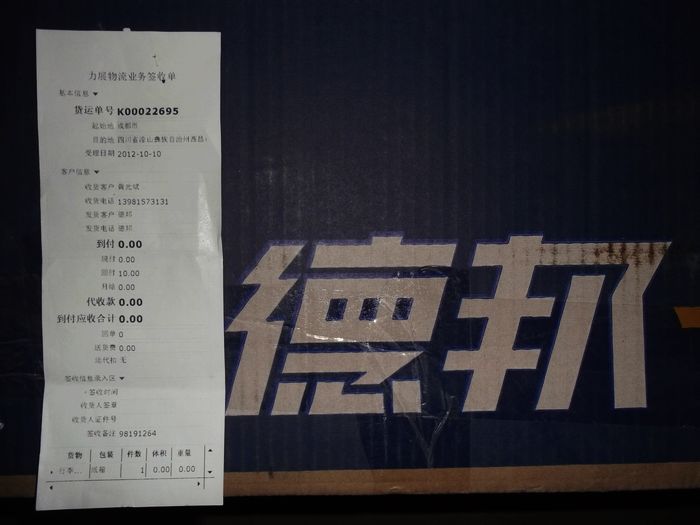 力展物流业务签收单
基本信息
货运单号 K00022695
起始地 成都市
目的地 四川省凉山彝族自治州西昌
受理日期 2012-10-10
客户信息
收货客户
收货电话 13981573131
发货客户 德邦
发货电话 德邦
到付 0.00
现付 0.00
回付 10.00
月结 0.00
代收款 0.00
到付应收合计 0.00
回单 0
送货费 0.00
法代扣 无
签收信息录入区
签收时间
收货人签章
收货人证件号
签收备注 98191264
货物 包装 件数 体积 重量
行李... 纸箱 1 0.00 0.00
德邦